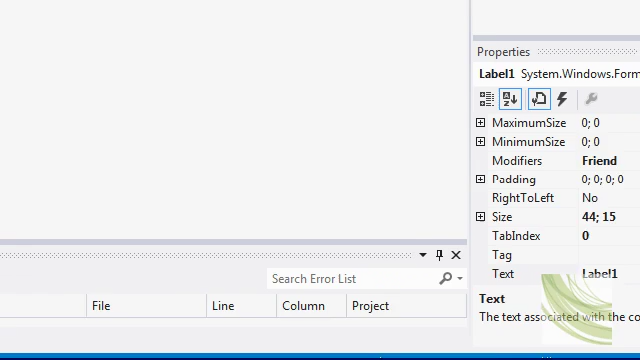 Properties
Label1 System.Windows.Form
MaximumSize 0; 0
MinimumSize 0; 0
Modifiers Friend
Padding 0; 0; 0; 0
RightToLeft No
Size 44; 15
TabIndex 0
Tag
Text Label1
Text
The text associated with the co
Search Error List
File Line Column Project